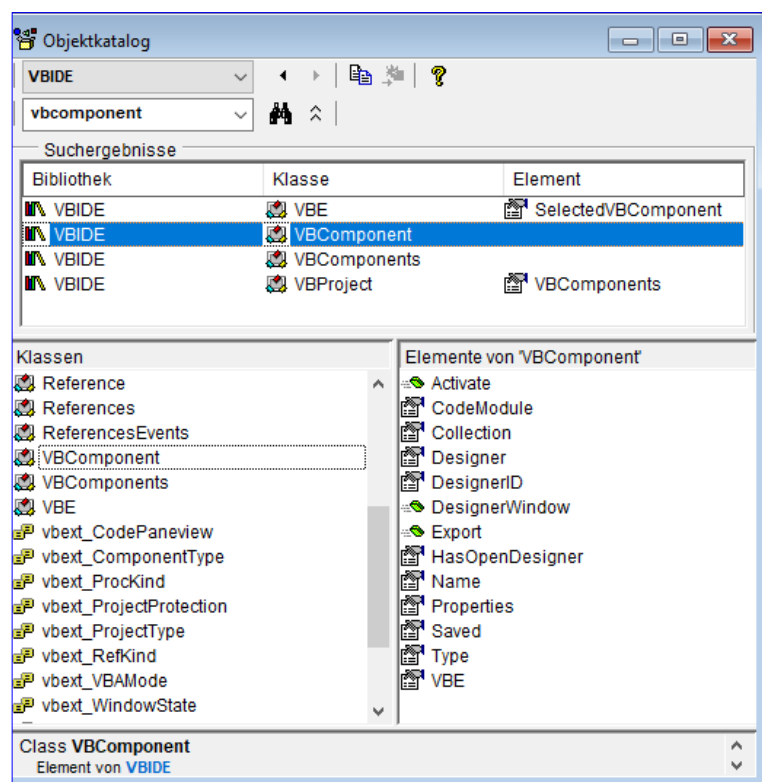 Objektkatalog
VBIDE
vbcomponent
Suchergebnisse
Bibliothek Klasse Element
VBIDE VBE SelectedVBComponent
VBIDE VBComponent
VBIDE VBComponents
VBIDE VBProject VBComponents
Klassen
Reference
References
ReferencesEvents
VBComponent
VBComponents
VBE
vbext_CodePaneview
vbext_ComponentType
vbext_ProcKind
vbext_ProjectProtection
vbext_ProjectType
vbext_RefKind
vbext_VBAMode
vbext_WindowState
Elemente von 'VBComponent'
Activate
CodeModule
Collection
Designer
DesignerID
DesignerWindow
Export
HasOpenDesigner
Name
Properties
Saved
Type
VBE
Class VBComponent
Element von VBIDE